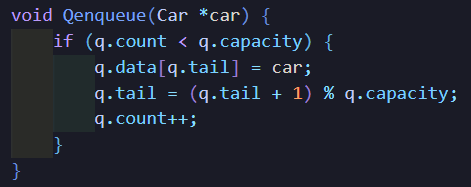 void Qenqueue(Car *car) {
    if (q.count < q.capacity) {
        q.data[q.tail] = car;
        q.tail = (q.tail + 1) % q.capacity;
        q.count++;
    }
}